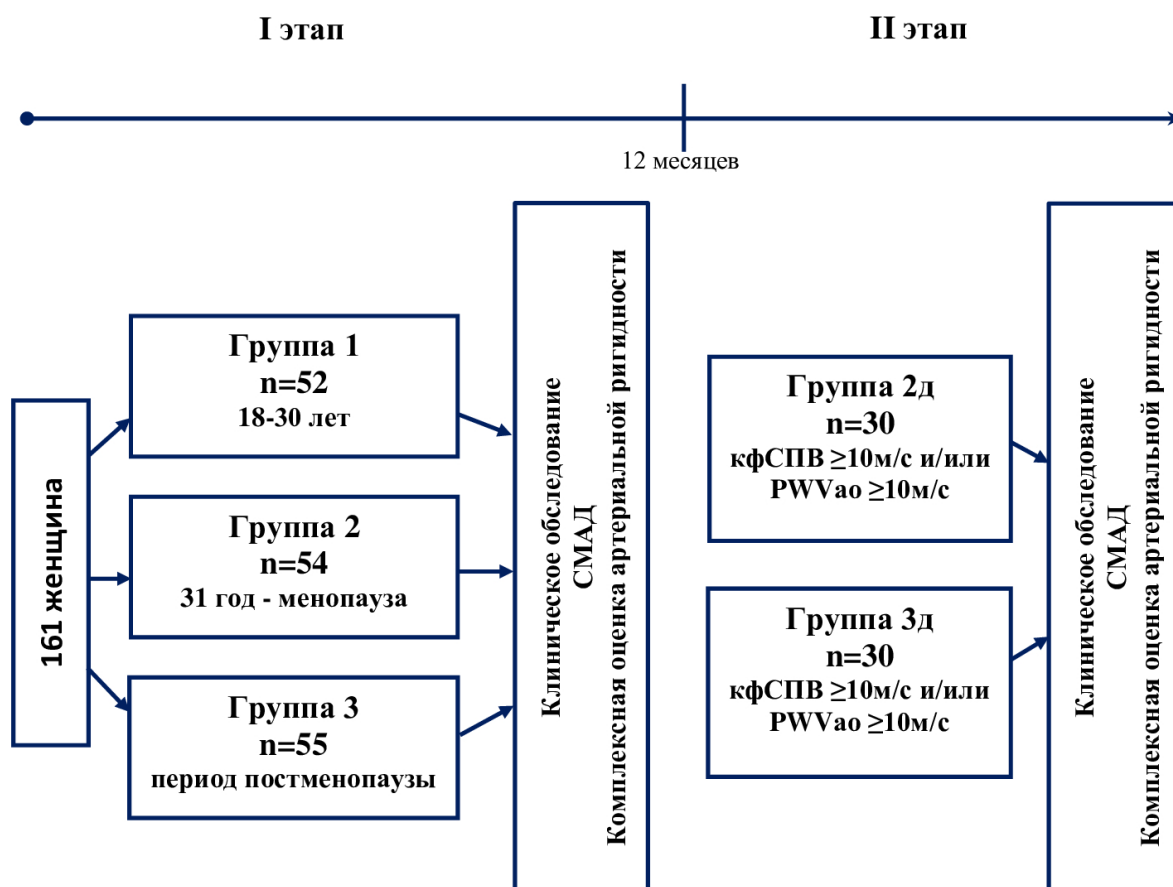 I этап
II этап
12 месяцев
161 женщина
Группа 1
n=52
18-30 лет
Группа 2
n=54
31 год - менопауза
Группа 3
n=55
период постменопаузы
Клиническое обследование
СМАД
Комплексная оценка артериальной ригидности
Группа 2д
n=30
кфСПВ ≥10м/с и/или
PWVао ≥10м/с
Группа 3д
n=30
кфСПВ ≥10м/с и/или
PWVао ≥10м/с
Клиническое обследование
СМАД
Комплексная оценка артериальной ригидности